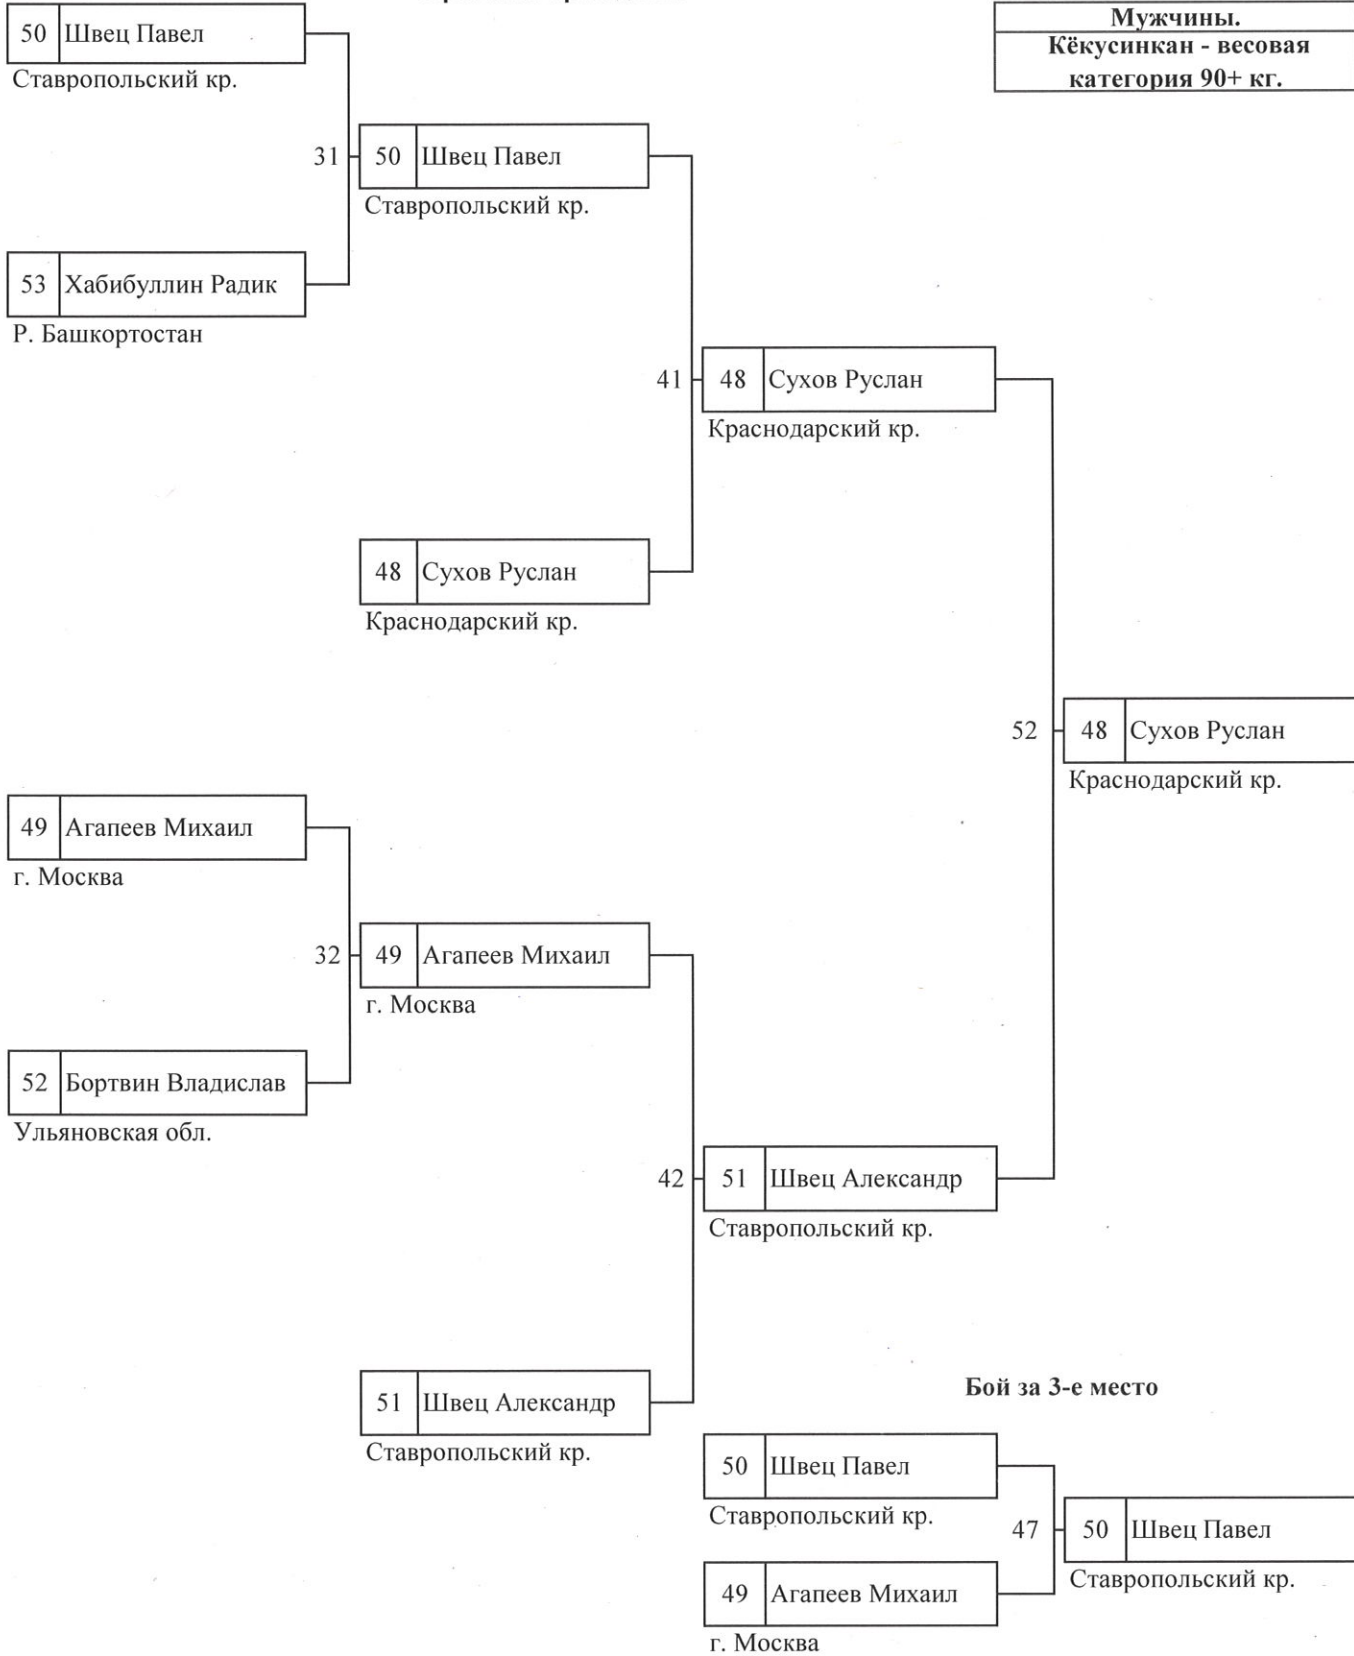 Мужчины.
Кёкусинкан - весовая
категория 90+ кг.
50 Швец Павел
Ставропольский кр.
31 50 Швец Павел
Ставропольский кр.
53 Хабибуллин Радик
Р. Башкортостан
41 48 Сухов Руслан
Краснодарский кр.
48 Сухов Руслан
Краснодарский кр.
52 48 Сухов Руслан
Краснодарский кр.
49 Агапеев Михаил
г. Москва
32 49 Агапеев Михаил
г. Москва
52 Бортвин Владислав
Ульяновская обл.
42 51 Швец Александр
Ставропольский кр.
51 Швец Александр
Ставропольский кр.
Бой за 3-е место
50 Швец Павел
Ставропольский кр.
47 50 Швец Павел
Ставропольский кр.
49 Агапеев Михаил
г. Москва